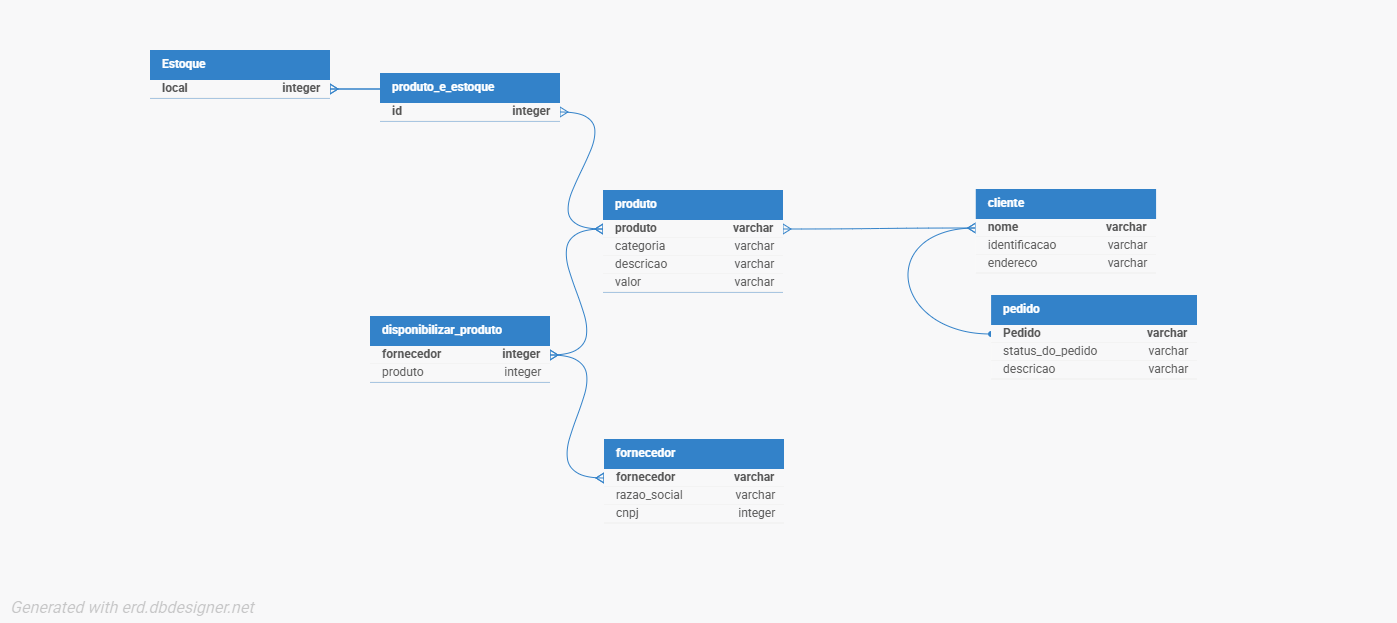 Estoque
local integer
produto_e_estoque
id integer
produto
produto varchar
categoria varchar
descricao varchar
valor varchar
cliente
nome varchar
identificacao varchar
endereco varchar
pedido
Pedido varchar
status_do_pedido varchar
descricao varchar
disponibilizar_produto
fornecedor integer
produto integer
fornecedor
fornecedor varchar
razao_social varchar
cnpj integer
Generated with erd.dbdesigner.net